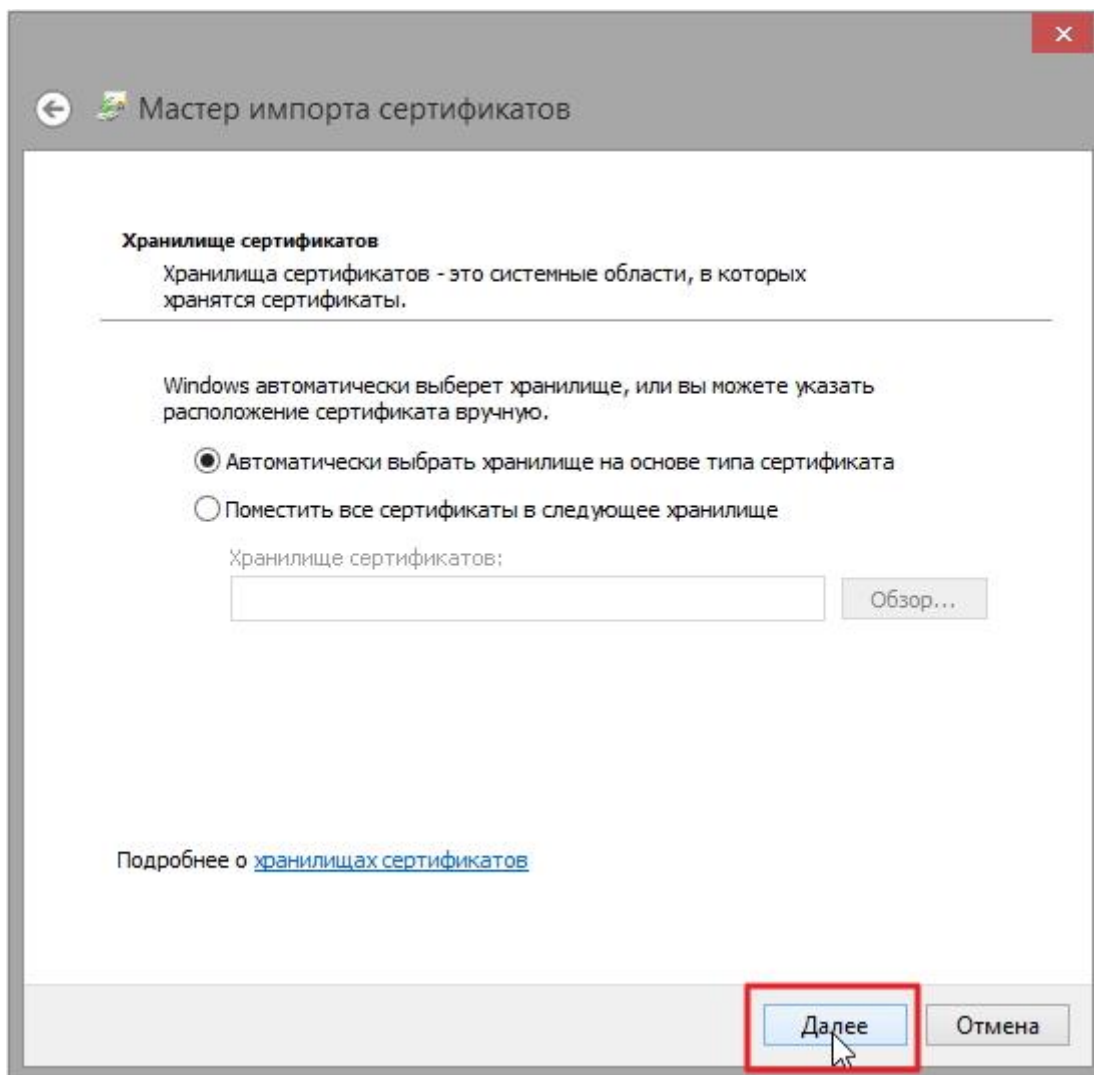 Мастер импорта сертификатов
Хранилище сертификатов
Хранилища сертификатов - это системные области, в которых
хранятся сертификаты.
Windows автоматически выберет хранилище, или вы можете указать
расположение сертификата вручную.
Автоматически выбрать хранилище на основе типа сертификата
Поместить все сертификаты в следующее хранилище
Хранилище сертификатов:
Обзор...
Подробнее о хранилищах сертификатов
Далее Отмена